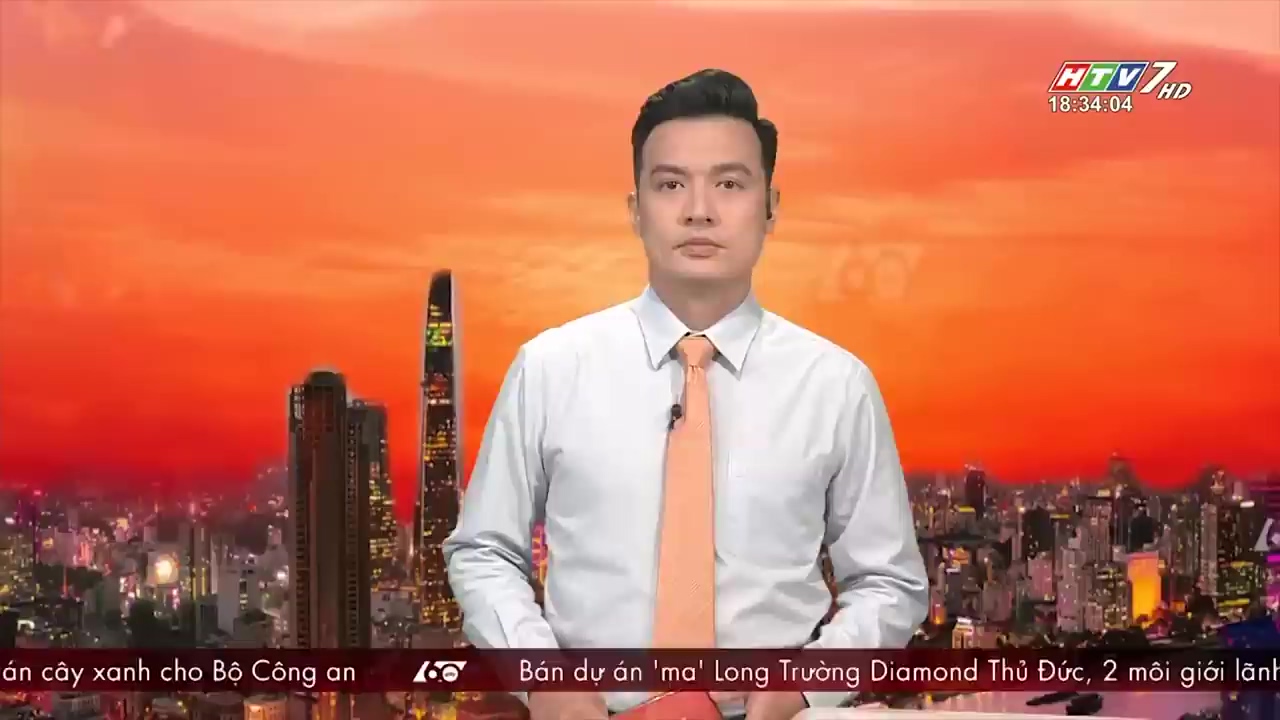 HTV7 HD
18:34:04
án cây xanh cho Bộ Công an 60 Bán dự án 'ma' Long Trường Diamond Thủ Đức, 2 môi giới lãnh